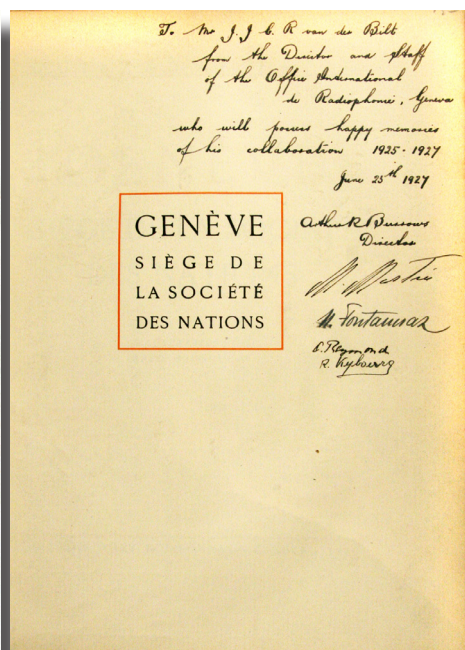 To Mr J. J. C. R van der Bilt
from the Director and Staff
of the Office International
de Radiophonie, Geneva
who will possess happy memories
of his collaboration 1925-1927
June 25th 1927
Arthur R Burrows
Director
GENÈVE
SIÈGE DE
LA SOCIÉTÉ
DES NATIONS
M.
M. Fontannaz
E. Reymond
R.